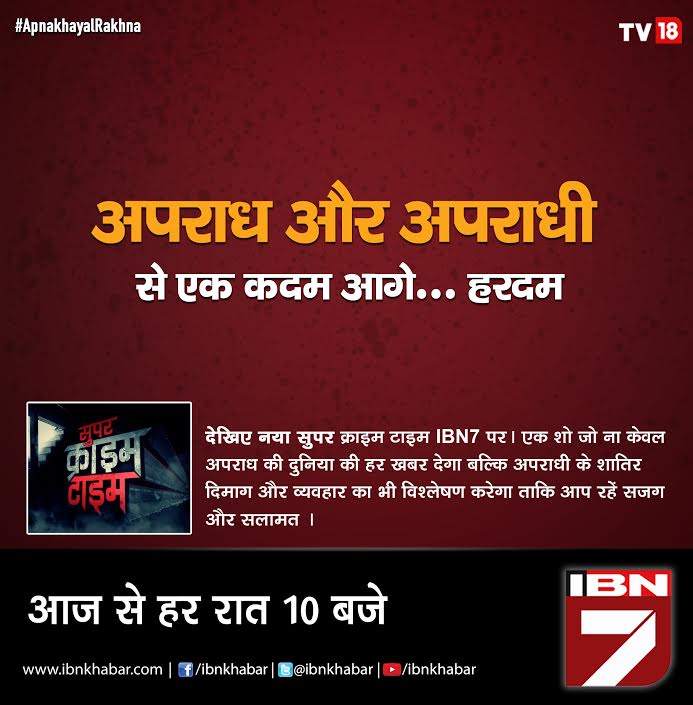 #ApnakhayalRakhna
TV 18
अपराध और अपराधी
से एक कदम आगे... हरदम
सुपर
क्राइम
टाइम
देखिए नया सुपर क्राइम टाइम IBN7 पर। एक शो जो ना केवल
अपराध की दुनिया की हर खबर देगा बल्कि अपराधी के शातिर
दिमाग और व्यवहार का भी विश्लेषण करेगा ताकि आप रहें सजग
और सलामत ।
आज से हर रात 10 बजे
IBN
7
www.ibnkhabar.com | f/ibnkhabar | @ibnkhabar | /ibnkhabar